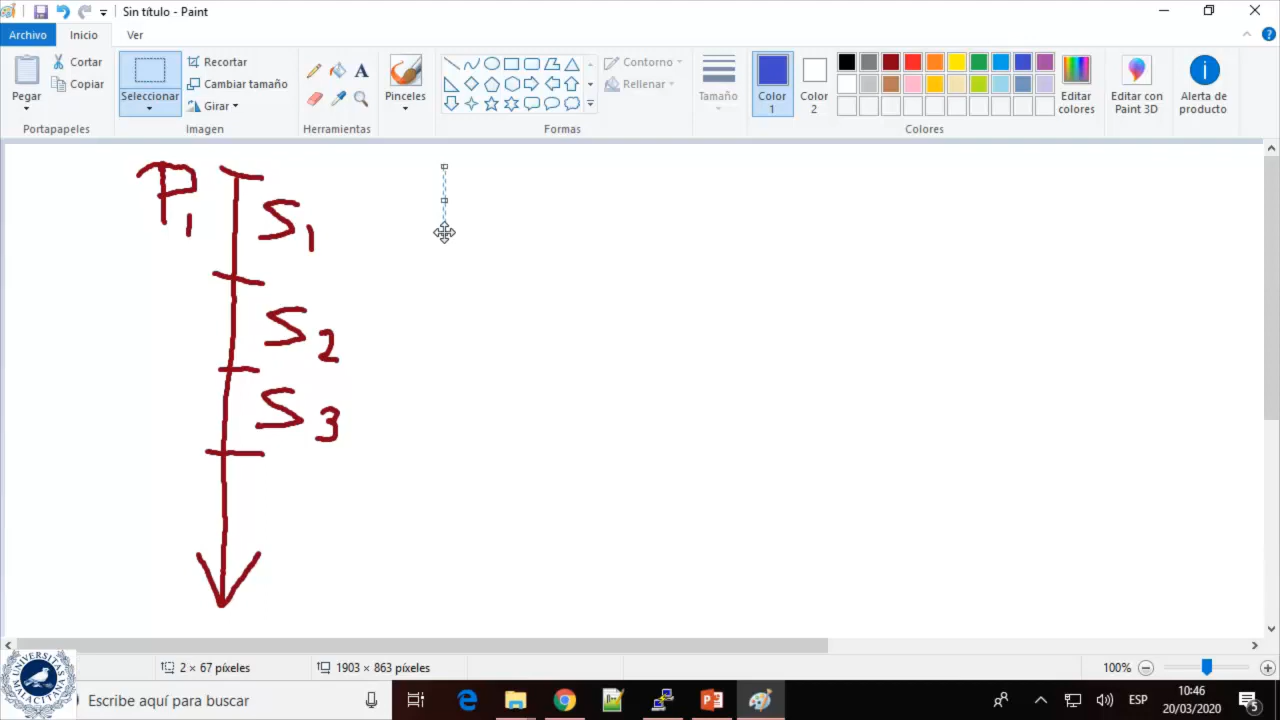 Sin título - Paint
Archivo Inicio Ver
Pegar
Cortar
Copiar
Portapapeles
Seleccionar
Recortar
Cambiar tamaño
Girar
Imagen
A
Herramientas
Pinceles
Contorno
Rellenar
Formas
Tamaño
Color 1
Color 2
Editar colores
Colores
Editar con Paint 3D
Alerta de producto
P1
S1
S2
S3
2 × 67 píxeles
1903 × 863 píxeles
100%
Escribe aquí para buscar
ESP
10:46
20/03/2020
5